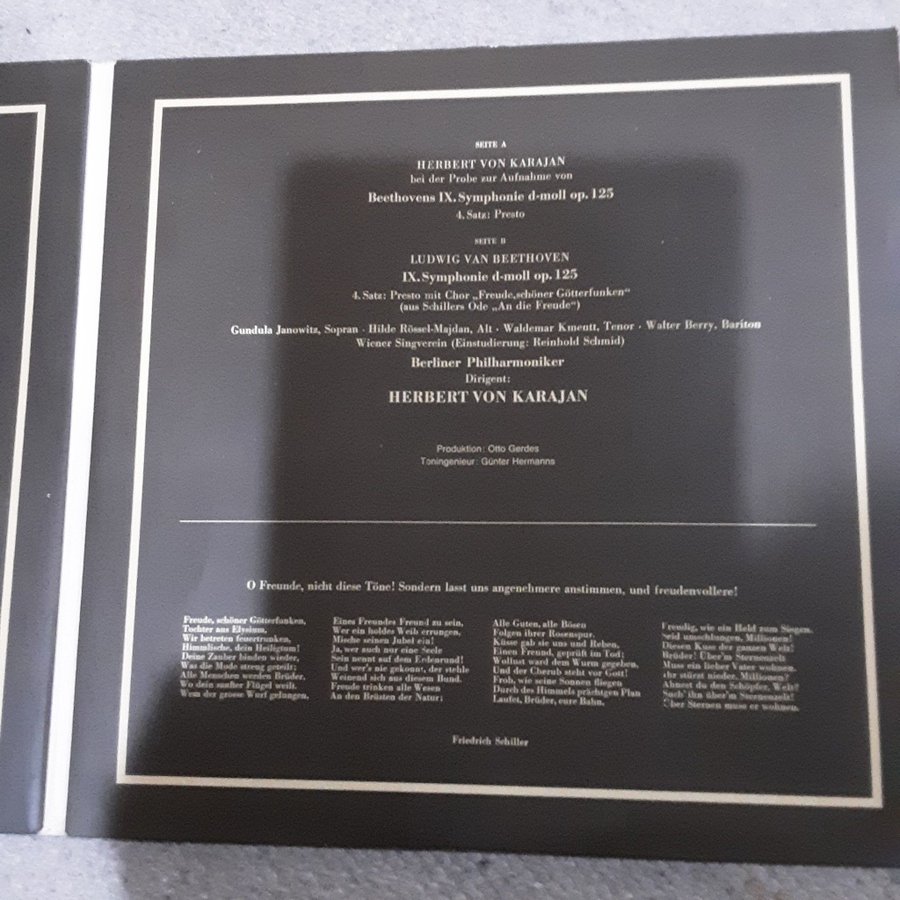 SEITE A
HERBERT VON KARAJAN
bei der Probe zur Aufnahme von
Beethovens IX. Symphonie d-moll op. 125
4. Satz: Presto
SEITE B
LUDWIG VAN BEETHOVEN
IX. Symphonie d-moll op. 125
4. Satz: Presto mit Chor „Freude, schöner Götterfunken“
(aus Schillers Ode „An die Freude“)
Gundula Janowitz, Sopran · Hilde Rössel-Majdan, Alt · Waldemar Kmentt, Tenor · Walter Berry, Bariton
Wiener Singverein (Einstudierung: Reinhold Schmid)
Berliner Philharmoniker
Dirigent:
HERBERT VON KARAJAN
Produktion: Otto Gerdes
Toningenieur: Günter Hermanns
O Freunde, nicht diese Töne! Sondern lasst uns angenehmere anstimmen, und freudenvollere!
Freude, schöner Götterfunken,
Tochter aus Elysium,
Wir betreten feuertrunken,
Himmlische, dein Heiligtum!
Deine Zauber binden wieder,
Was die Mode streng geteilt;
Alle Menschen werden Brüder,
Wo dein sanfter Flügel weilt.
Wem der grosse Wurf gelungen,
Eines Freundes Freund zu sein,
Wer ein holdes Weib errungen,
Mische seinen Jubel ein!
Ja, wer auch nur eine Seele
Sein nennt auf dem Erdenrund!
Und wer's nie gekonnt, der stehle
Weinend sich aus diesem Bund.
Freude trinken alle Wesen
An den Brüsten der Natur;
Alle Guten, alle Bösen
Folgen ihrer Rosenspur.
Küsse gab sie uns und Reben,
Einen Freund, geprüft im Tod;
Wollust ward dem Wurm gegeben,
Und der Cherub steht vor Gott!
Froh, wie seine Sonnen fliegen
Durch des Himmels prächtgen Plan
Laufet, Brüder, eure Bahn,
Freudig, wie ein Held zum Siegen.
Seid umschlungen, Millionen!
Diesen Kuss der ganzen Welt!
Brüder! Über'm Sternenzelt
Muss ein lieber Vater wohnen.
Ihr stürzt nieder, Millionen?
Ahnest du den Schöpfer, Welt?
Such' ihn über'm Sternenzelt!
Über Sternen muss er wohnen.
Friedrich Schiller